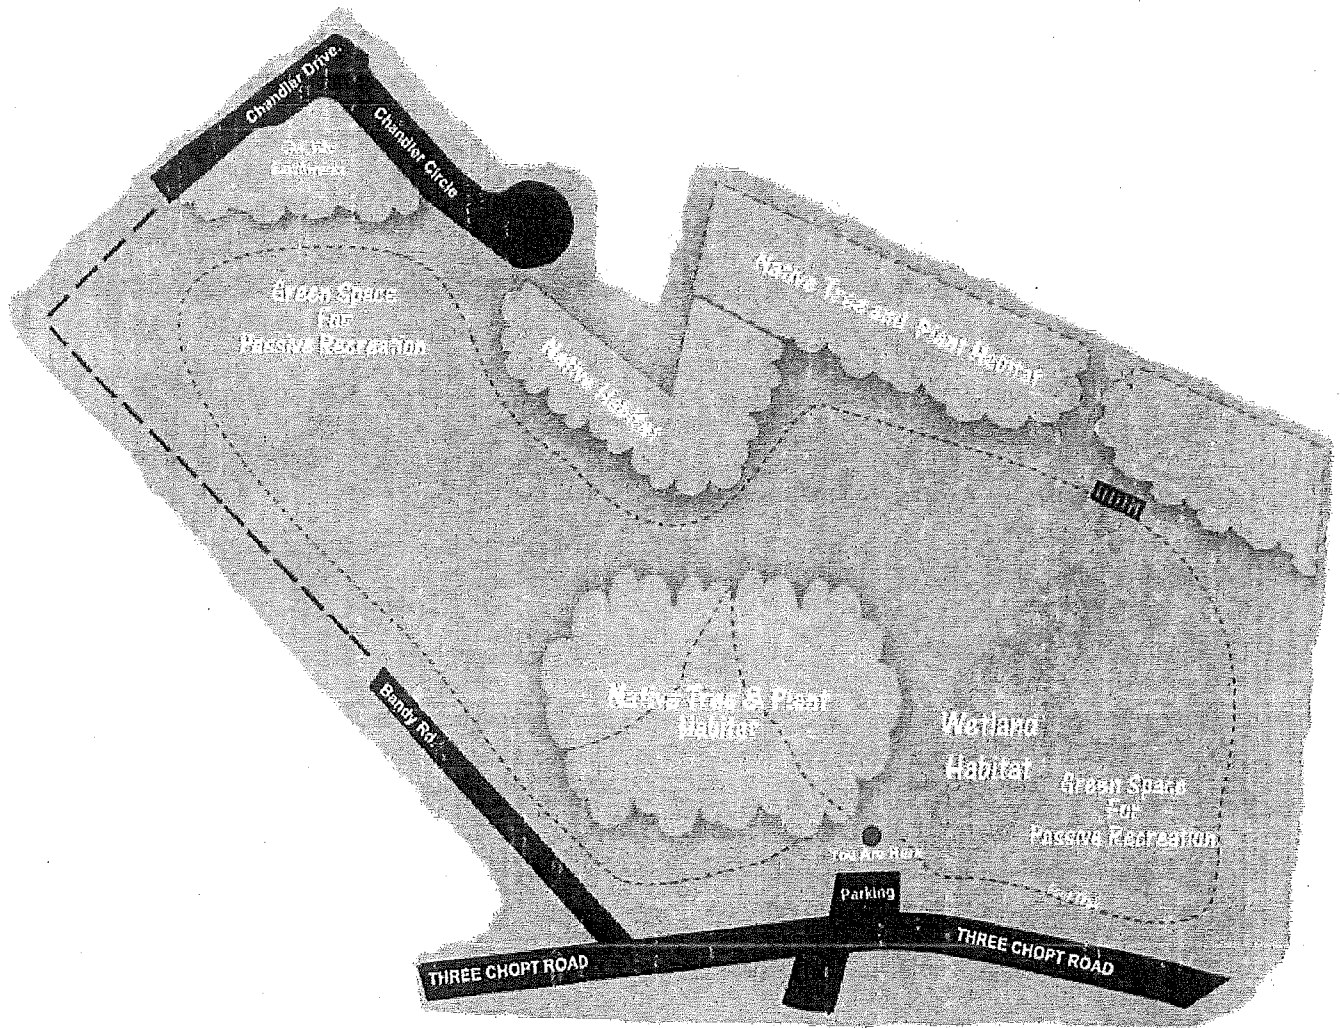 Chandler Drive.
Chandler Circle
Green Space
For
Passive Recreation
Native Tree and Plant Habitat
Native Habitat
Bandy Rd.
Native Tree & Plant
Habitat
Wetland
Habitat
Green Space
For
Passive Recreation
You Are Here
Parking
THREE CHOPT ROAD
THREE CHOPT ROAD